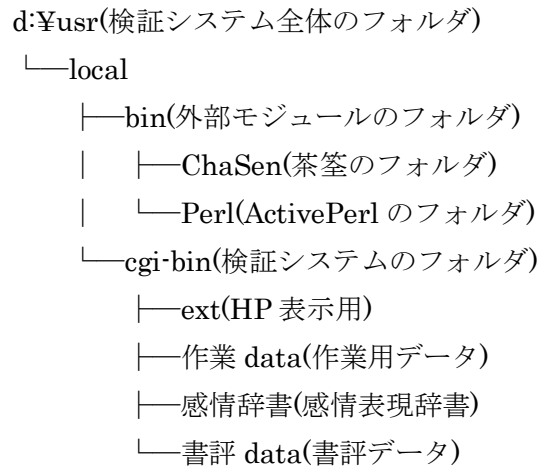 d:¥usr(検証システム全体のフォルダ)
└─local
├─bin(外部モジュールのフォルダ)
│ ├─ChaSen(茶筌のフォルダ)
│ └─Perl(ActivePerl のフォルダ)
└─cgi-bin(検証システムのフォルダ)
├─ext(HP 表示用)
├─作業 data(作業用データ)
├─感情辞書(感情表現辞書)
└─書評 data(書評データ)